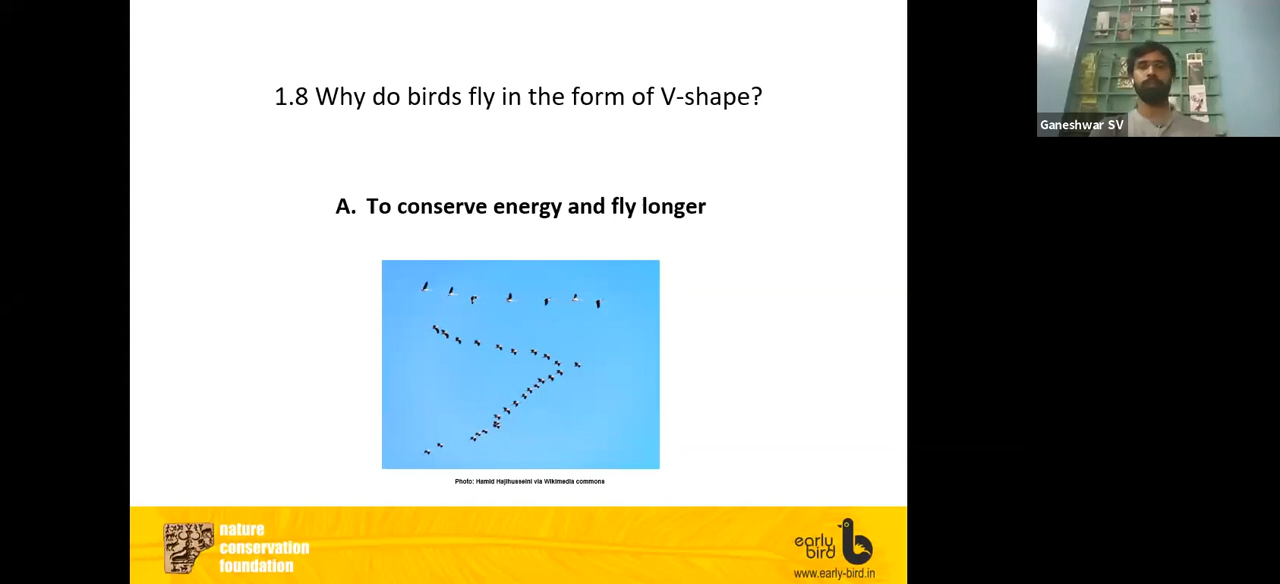 1.8 Why do birds fly in the form of V-shape?
Ganeshwar SV
A. To conserve energy and fly longer
Photo: Hamid Hajihusseini via Wikimedia commons
nature
conservation
foundation
early
bird
www.early-bird.in